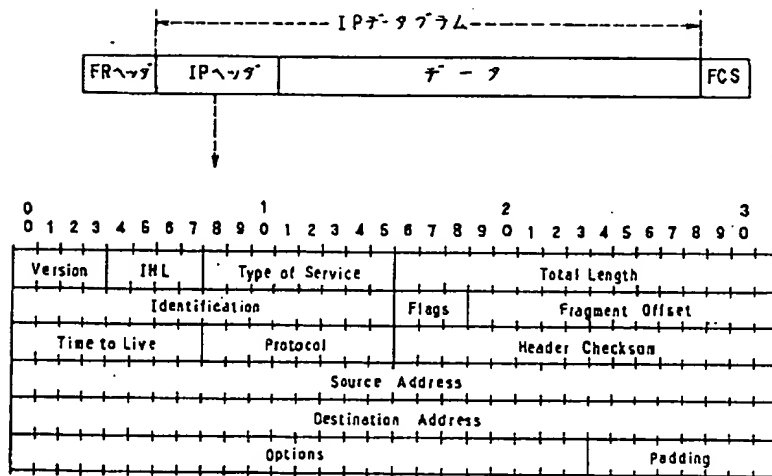 IPデータグラム
FRヘッダ IPヘッダ データ FCS
0 1 2 3
0 1 2 3 4 5 6 7 8 9 0 1 2 3 4 5 6 7 8 9 0 1 2 3 4 5 6 7 8 9 0
Version IHL Type of Service Total Length
Identification Flags Fragment Offset
Time to Live Protocol Header Checksom
Source Address
Destination Address
Options Padding